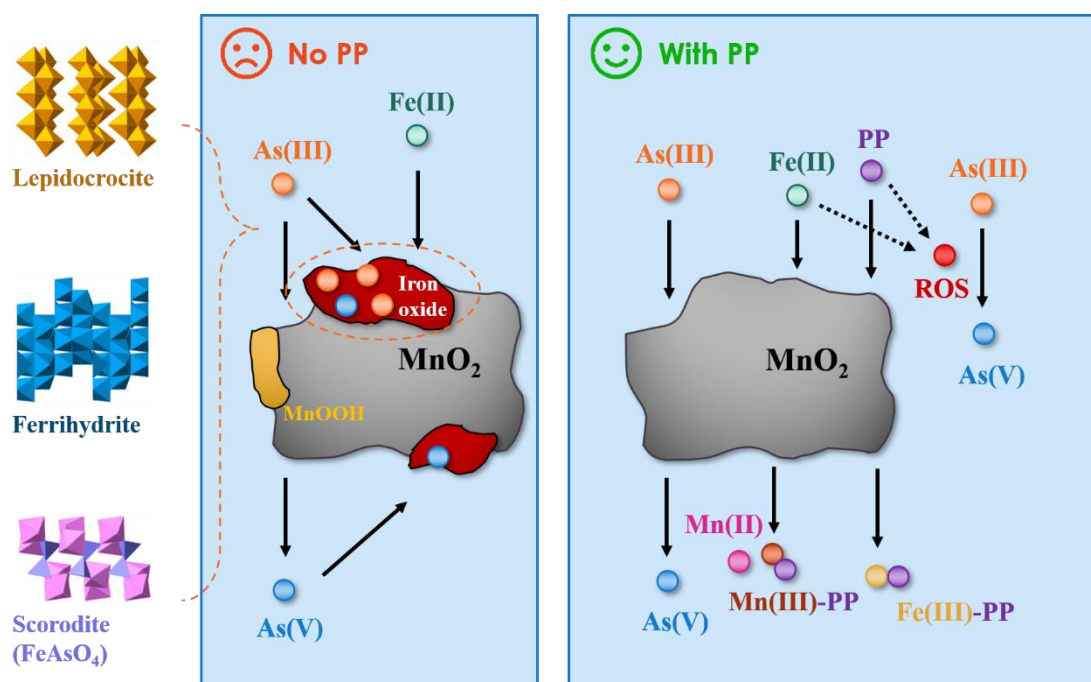 Lepidocrocite
Ferrihydrite
Scorodite
(FeAsO₄)
No PP
Fe(II)
As(III)
Iron
oxide
MnO₂
MnOOH
As(V)
With PP
As(III)
Fe(II)
PP
As(III)
ROS
As(V)
MnO₂
Mn(II)
Mn(III)-PP
As(V)
Fe(III)-PP